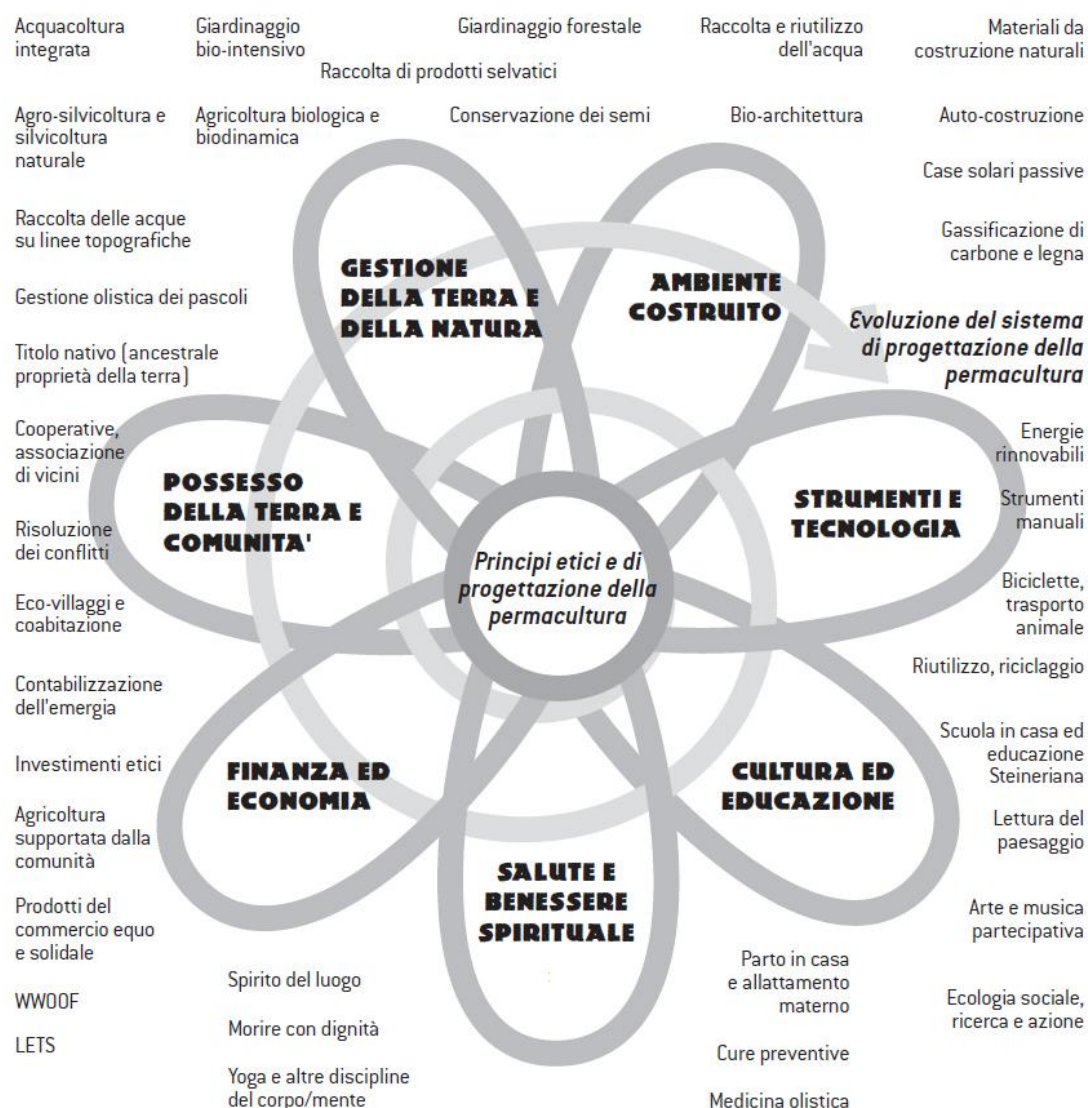 Acquacoltura
integrata
Giardinaggio
bio-intensivo
Giardinaggio forestale
Raccolta e riutilizzo
dell'acqua
Materiali da
costruzione naturali
Raccolta di prodotti selvatici
Agro-silvicoltura e
silvicoltura
naturale
Agricoltura biologica e
biodinamica
Conservazione dei semi
Bio-architettura
Auto-costruzione
Case solari passive
Raccolta delle acque
su linee topografiche
Gassificazione di
carbone e legna
GESTIONE
DELLA TERRA E
DELLA NATURA
AMBIENTE
COSTRUITO
Gestione olistica dei pascoli
Evoluzione del sistema
di progettazione della
permacultura
Titolo nativo (ancestrale
proprietà della terra)
Cooperative,
associazione
di vicini
Energie
rinnovabili
POSSESSO
DELLA TERRA E
COMUNITA'
STRUMENTI E
TECNOLOGIA
Strumenti
manuali
Risoluzione
dei conflitti
Principi etici e di
progettazione della
permacultura
Biciclette,
trasporto
animale
Eco-villaggi e
coabitazione
Riutilizzo, riciclaggio
Contabilizzazione
dell'emergia
Scuola in casa ed
educazione
Steineriana
Investimenti etici
FINANZA ED
ECONOMIA
CULTURA ED
EDUCAZIONE
Agricoltura
supportata dalla
comunità
Lettura del
paesaggio
SALUTE E
BENESSERE
SPIRITUALE
Prodotti del
commercio equo
e solidale
Arte e musica
partecipativa
Spirito del luogo
Parto in casa
e allattamento
materno
WWOOF
Ecologia sociale,
ricerca e azione
Morire con dignità
LETS
Cure preventive
Yoga e altre discipline
del corpo/mente
Medicina olistica